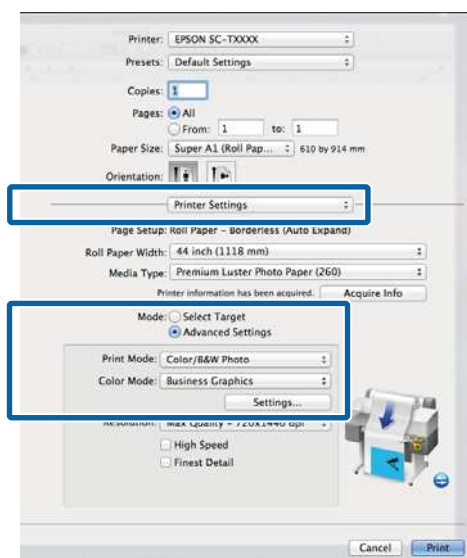 Printer: EPSON SC-TXXXX
Presets: Default Settings
Copies: 1
Pages: All
From: 1 to: 1
Paper Size: Super A1 (Roll Pap... 610 by 914 mm
Orientation:
Printer Settings
Page Setup: Roll Paper – Borderless (Auto Expand)
Roll Paper Width: 44 inch (1118 mm)
Media Type: Premium Luster Photo Paper (260)
Printer information has been acquired. Acquire Info
Mode: Select Target
Advanced Settings
Print Mode: Color/B&W Photo
Color Mode: Business Graphics
Settings...
Resolution: Max Quality – 720x1440 dpi
High Speed
Finest Detail
Cancel Print